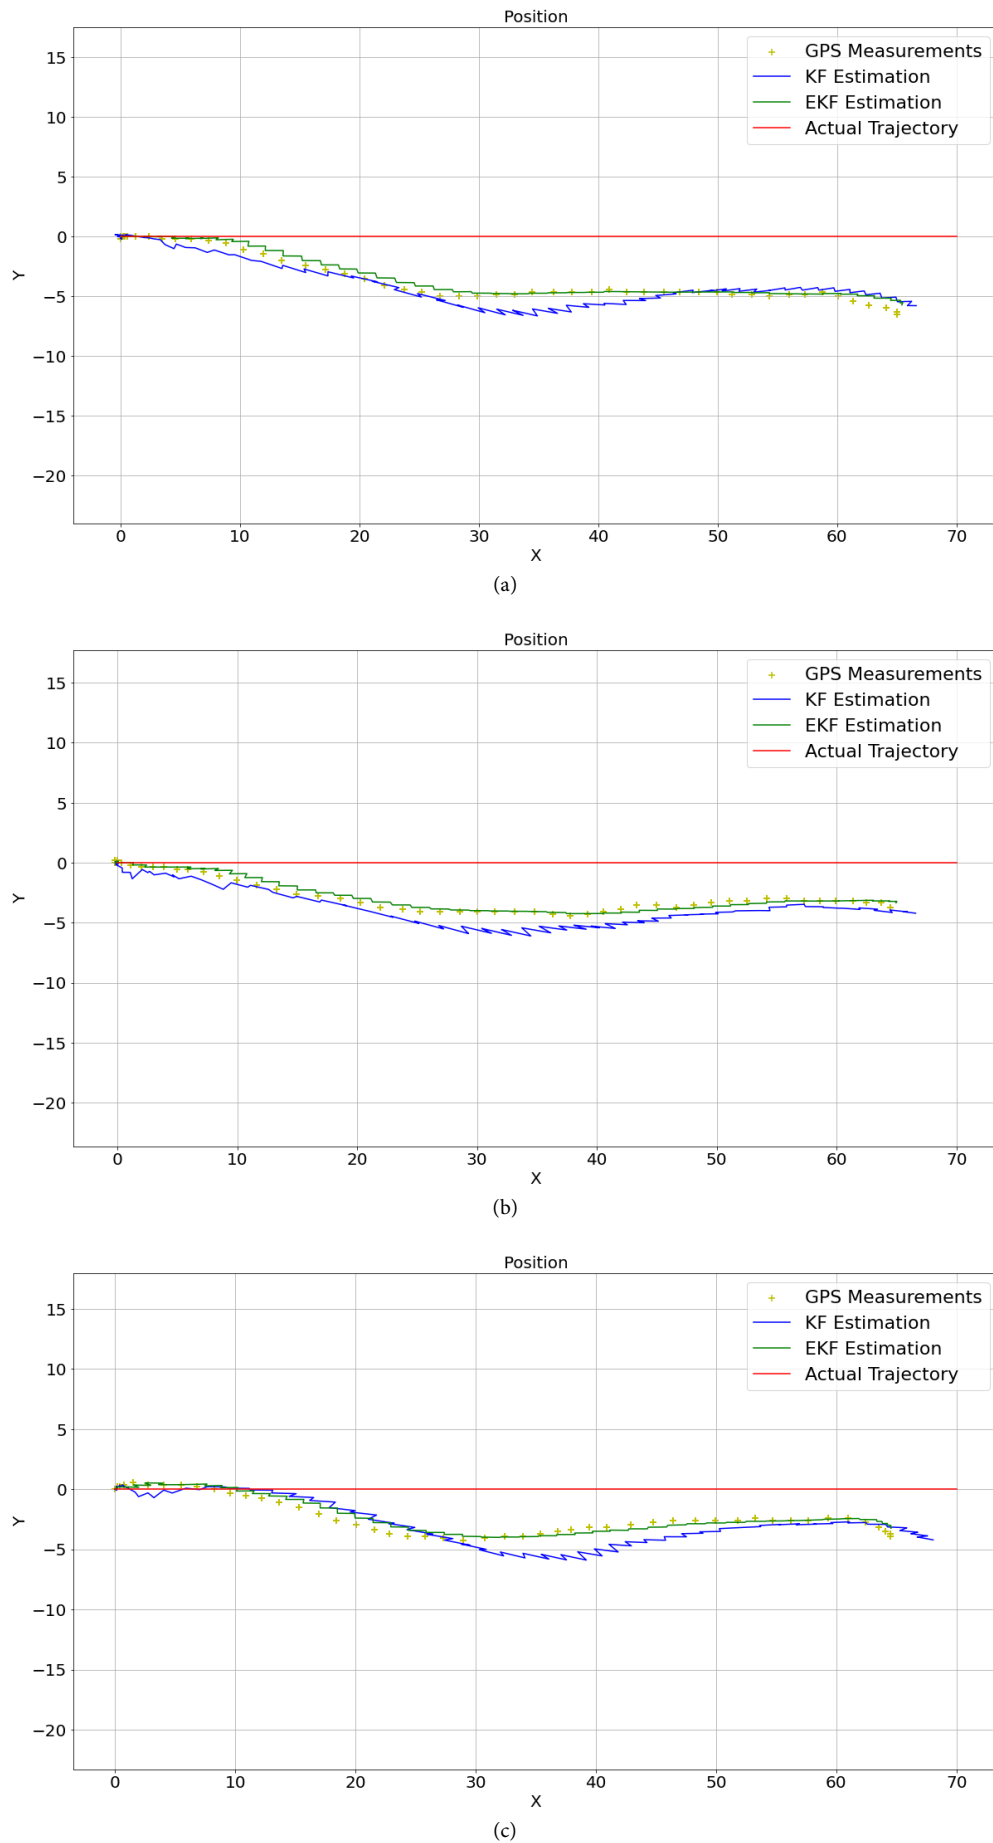 Position
GPS Measurements
KF Estimation
EKF Estimation
Actual Trajectory
15
10
5
0
−5
−10
−15
−20
Y
0 10 20 30 40 50 60 70
X
(a)
Position
GPS Measurements
KF Estimation
EKF Estimation
Actual Trajectory
15
10
5
0
−5
−10
−15
−20
Y
0 10 20 30 40 50 60 70
X
(b)
Position
GPS Measurements
KF Estimation
EKF Estimation
Actual Trajectory
15
10
5
0
−5
−10
−15
−20
Y
0 10 20 30 40 50 60 70
X
(c)